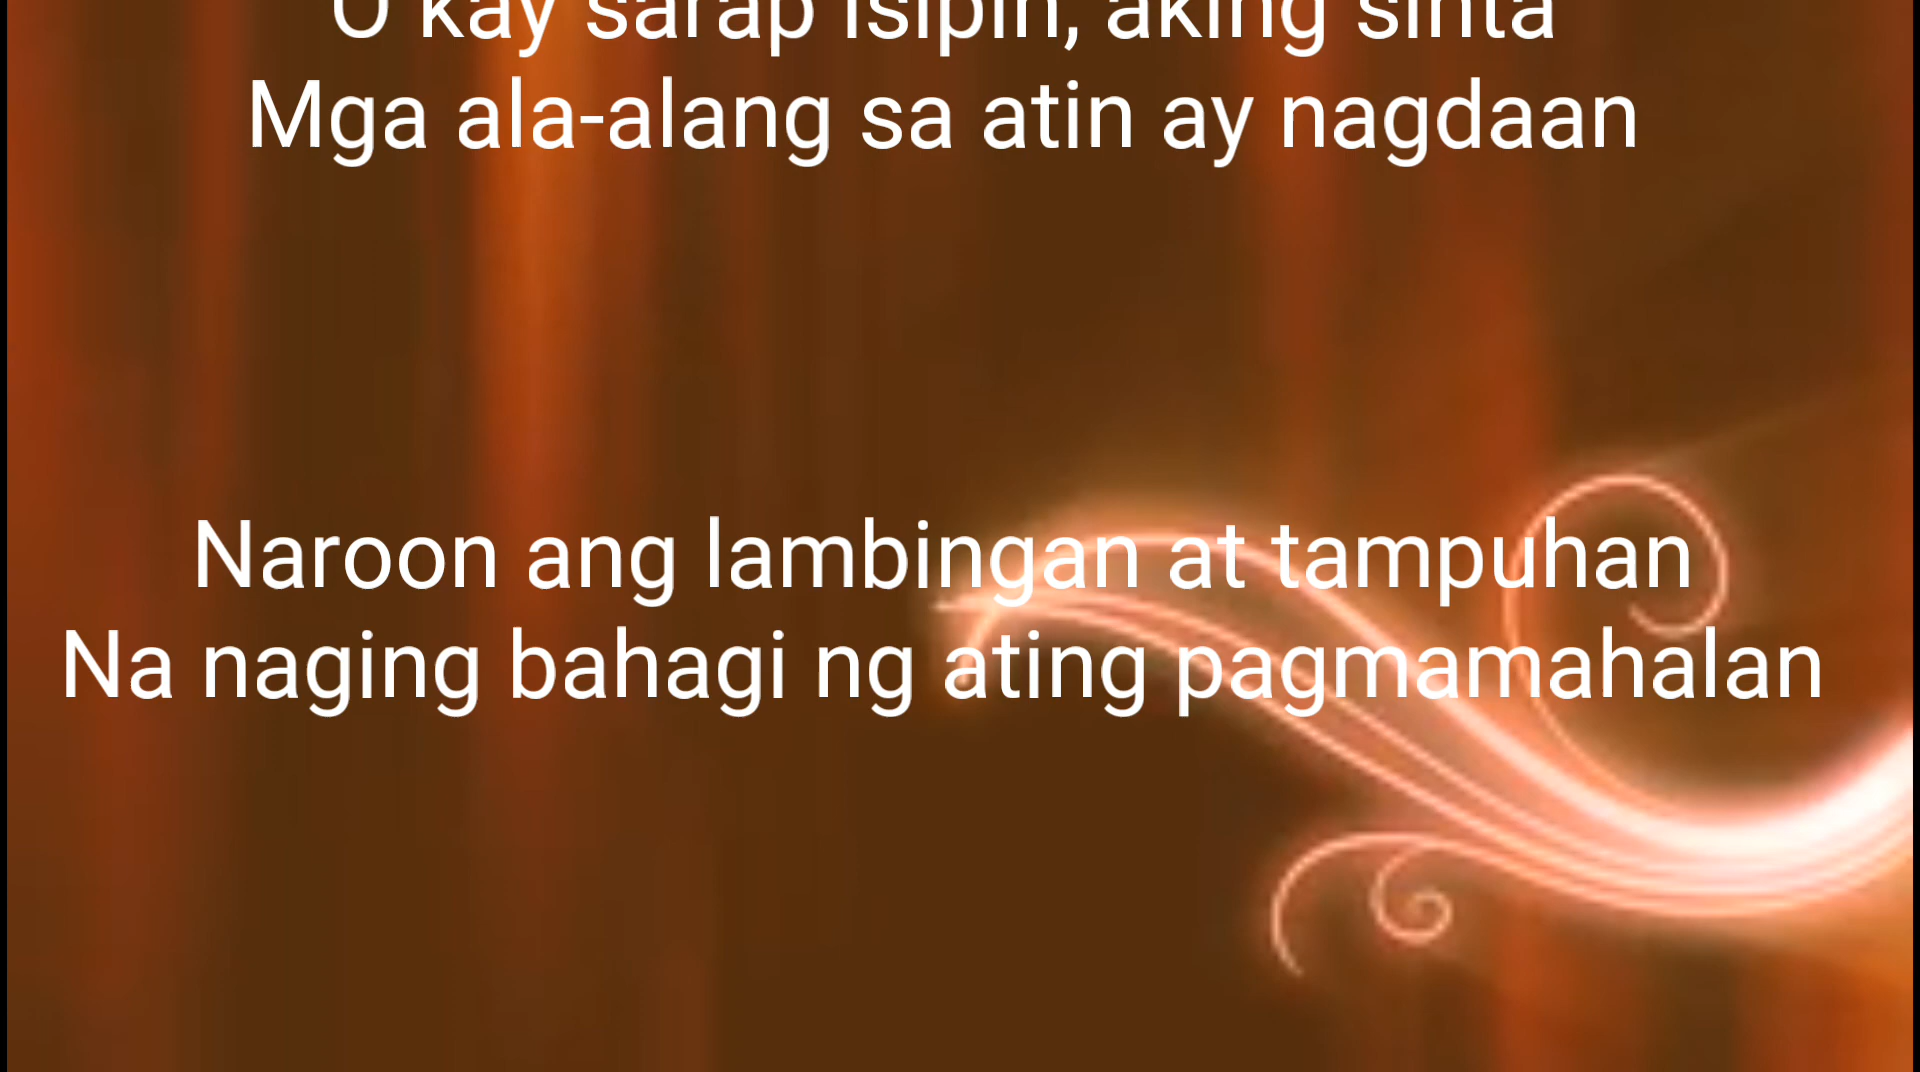 O kay sarap isipin, aking sinta
Mga ala-alang sa atin ay nagdaan
Naroon ang lambingan at tampuhan
Na naging bahagi ng ating pagmamahalan